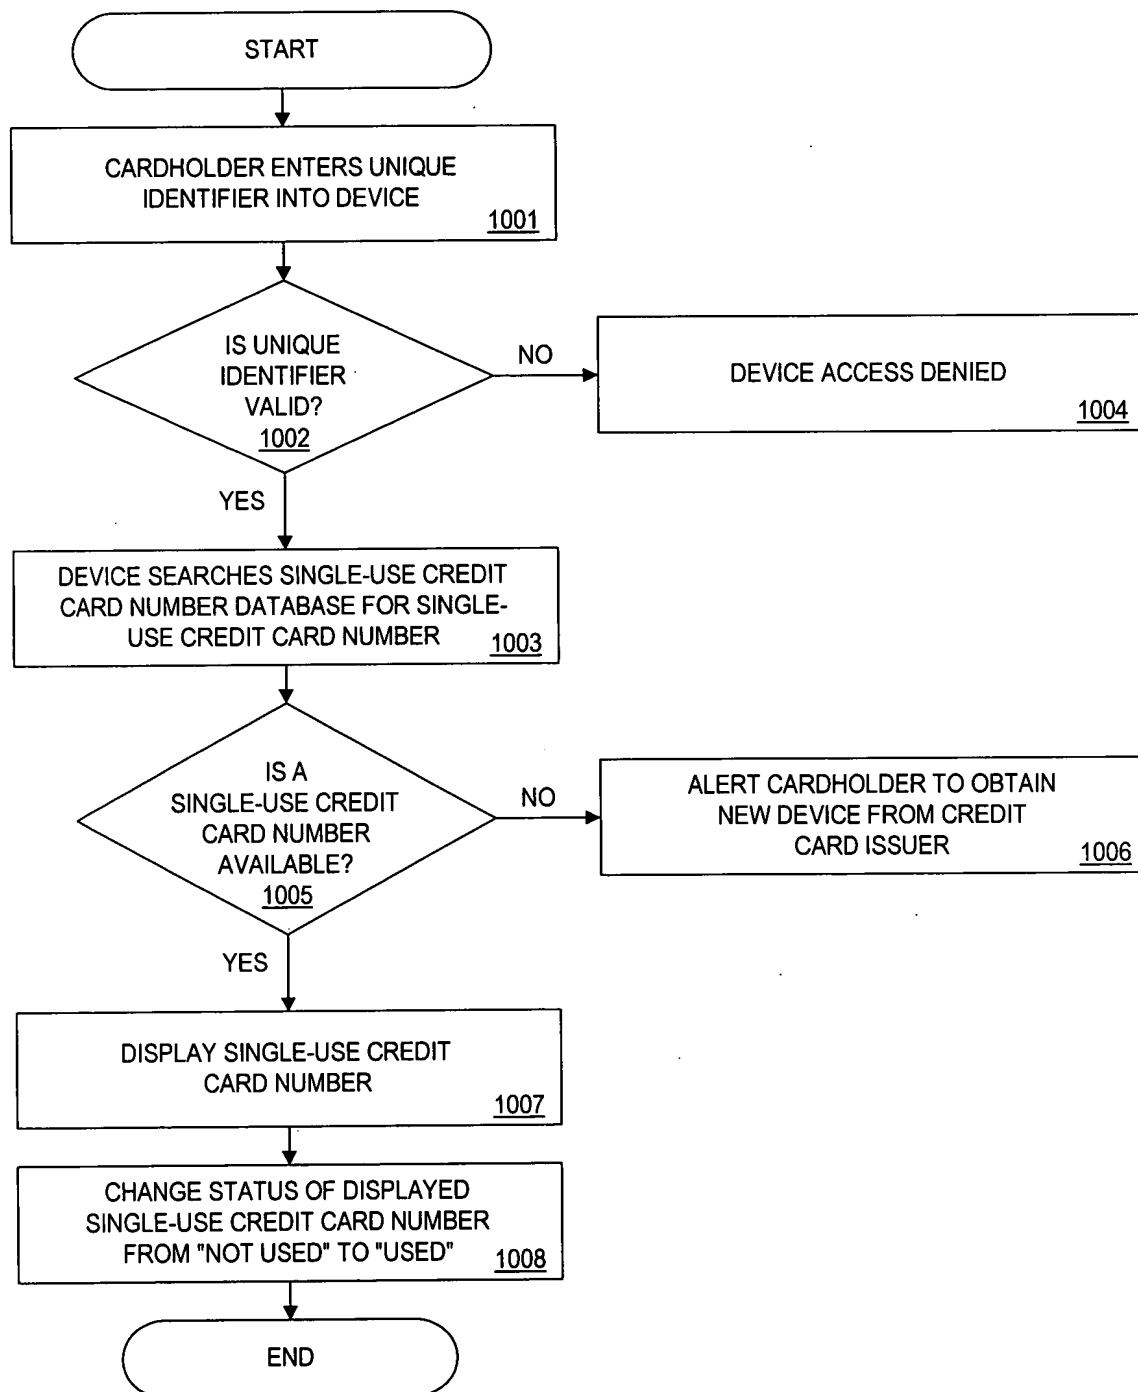 START
CARDHOLDER ENTERS UNIQUE
IDENTIFIER INTO DEVICE
1001
IS UNIQUE
IDENTIFIER
VALID?
1002
NO
DEVICE ACCESS DENIED
1004
YES
DEVICE SEARCHES SINGLE-USE CREDIT
CARD NUMBER DATABASE FOR SINGLE-
USE CREDIT CARD NUMBER
1003
IS A
SINGLE-USE CREDIT
CARD NUMBER
AVAILABLE?
1005
NO
ALERT CARDHOLDER TO OBTAIN
NEW DEVICE FROM CREDIT
CARD ISSUER
1006
YES
DISPLAY SINGLE-USE CREDIT
CARD NUMBER
1007
CHANGE STATUS OF DISPLAYED
SINGLE-USE CREDIT CARD NUMBER
FROM "NOT USED" TO "USED"
1008
END